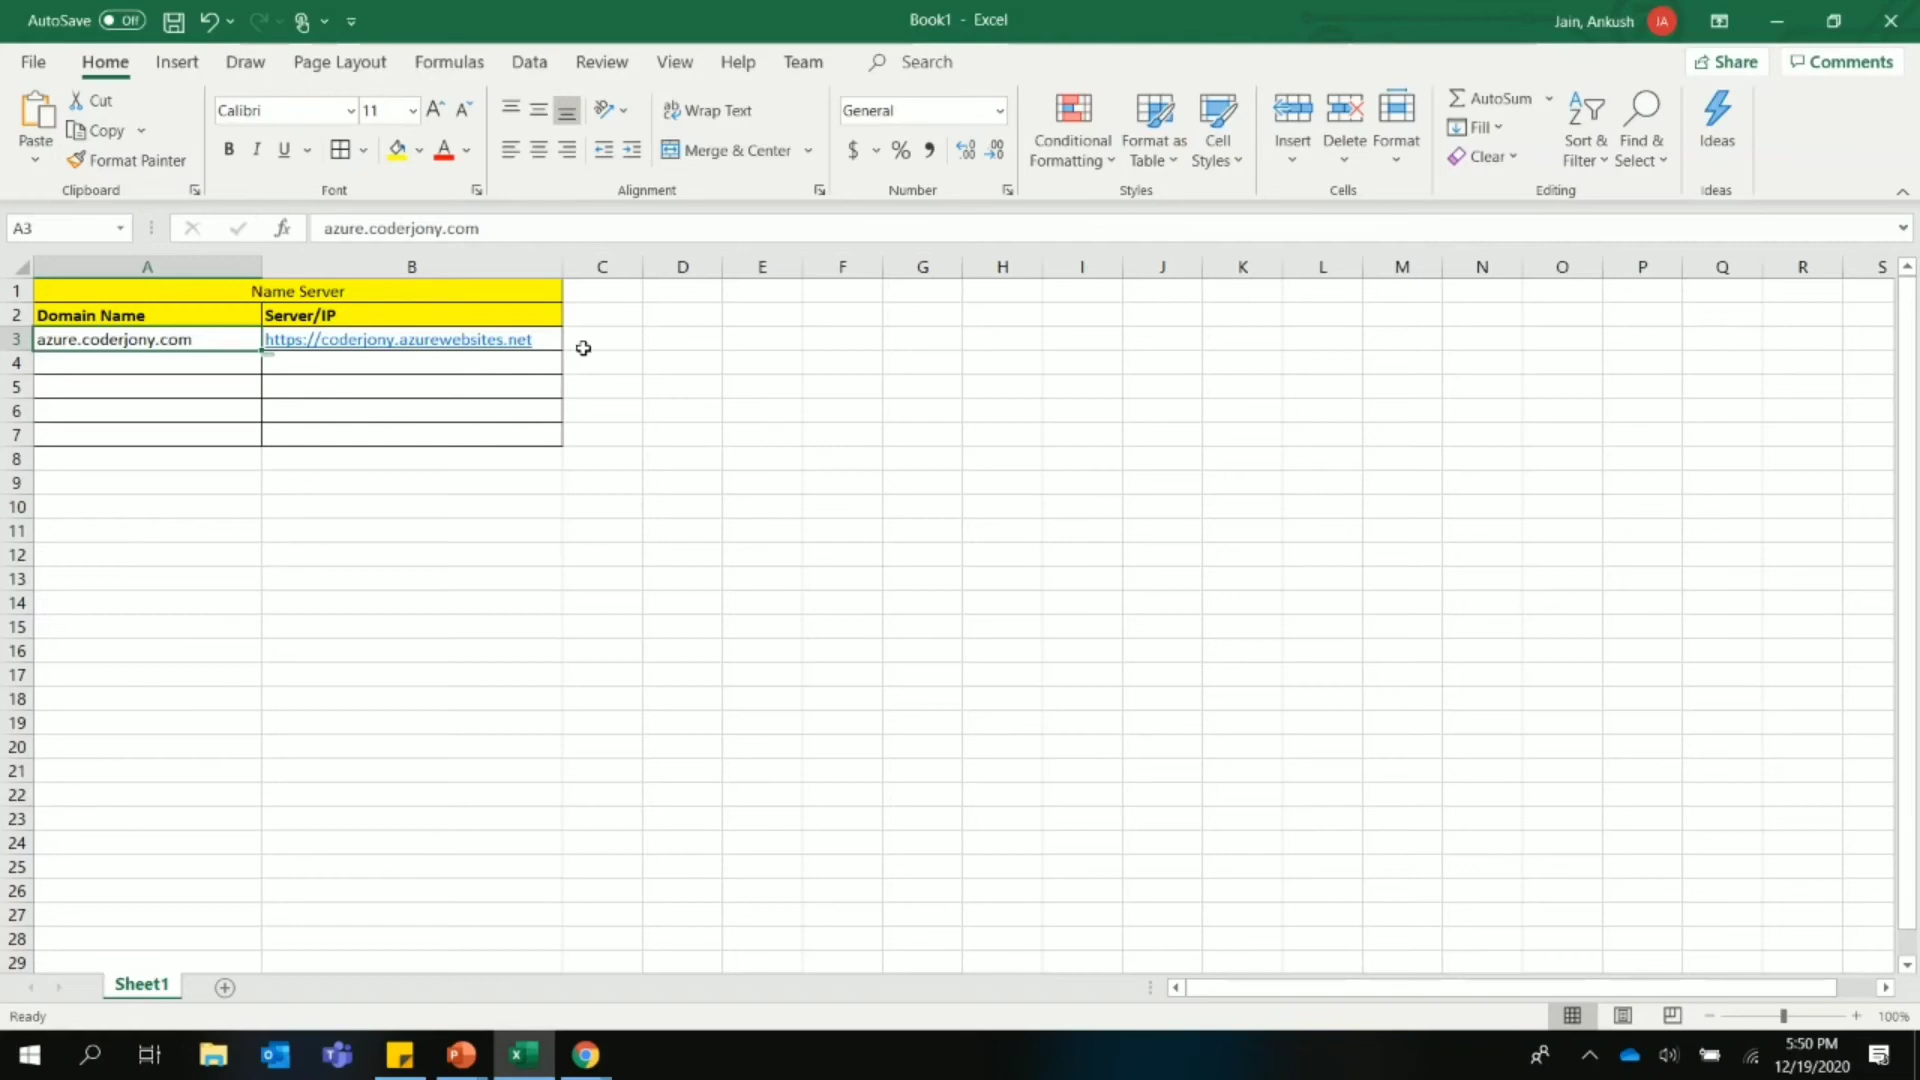 AutoSave Off
Book1 - Excel
Jain, Ankush JA
File Home Insert Draw Page Layout Formulas Data Review View Help Team Search Share Comments
Paste
Cut
Copy
Format Painter
Clipboard
Calibri 11
B I U A
Font
Wrap Text
Merge & Center
Alignment
General
$ % ,
Number
Conditional Formatting
Format as Table
Cell Styles
Styles
Insert
Delete
Format
Cells
AutoSum
Fill
Clear
Sort & Filter
Find & Select
Editing
Ideas
Ideas
A3 fx azure.coderjony.com
A B C D E F G H I J K L M N O P Q R S
1 Name Server
2 Domain Name Server/IP
3 azure.coderjony.com https://coderjony.azurewebsites.net
4
5
6
7
8
9
10
11
12
13
14
15
16
17
18
19
20
21
22
23
24
25
26
27
28
29
Sheet1
Ready
100%
5:50 PM
12/19/2020